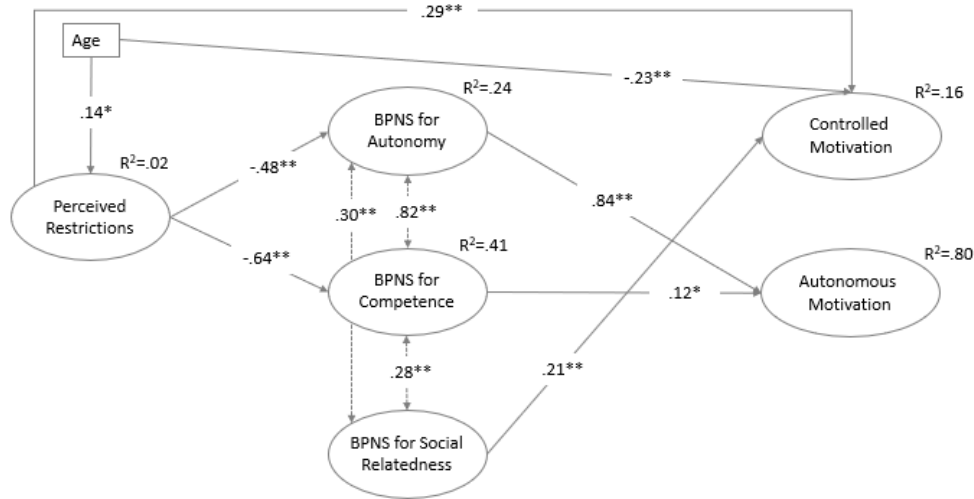 .29**
Age
-.23**
R²=.24
R²=.16
BPNS for
Autonomy
Controlled
Motivation
.14*
R²=.02
-.48**
Perceived
Restrictions
.30**
.82**
.84**
R²=.41
-.64**
BPNS for
Competence
.12*
R²=.80
Autonomous
Motivation
.28**
.21**
BPNS for Social
Relatedness